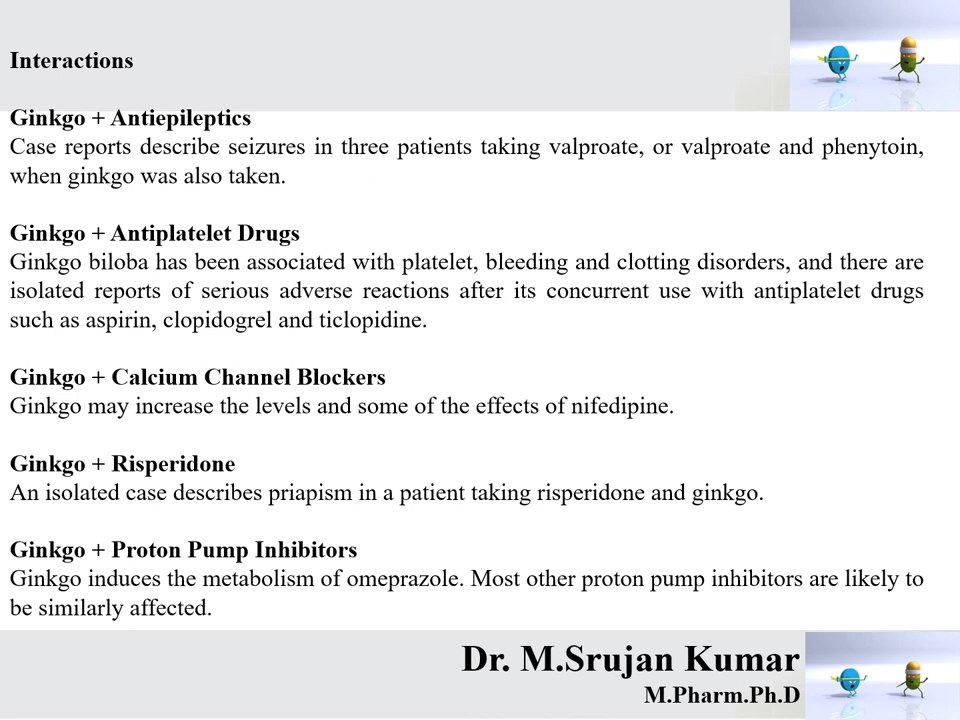 Interactions
Ginkgo + Antiepileptics
Case reports describe seizures in three patients taking valproate, or valproate and phenytoin,
when ginkgo was also taken.
Ginkgo + Antiplatelet Drugs
Ginkgo biloba has been associated with platelet, bleeding and clotting disorders, and there are
isolated reports of serious adverse reactions after its concurrent use with antiplatelet drugs
such as aspirin, clopidogrel and ticlopidine.
Ginkgo + Calcium Channel Blockers
Ginkgo may increase the levels and some of the effects of nifedipine.
Ginkgo + Risperidone
An isolated case describes priapism in a patient taking risperidone and ginkgo.
Ginkgo + Proton Pump Inhibitors
Ginkgo induces the metabolism of omeprazole. Most other proton pump inhibitors are likely to
be similarly affected.
Dr. M.Srujan Kumar
M.Pharm.Ph.D